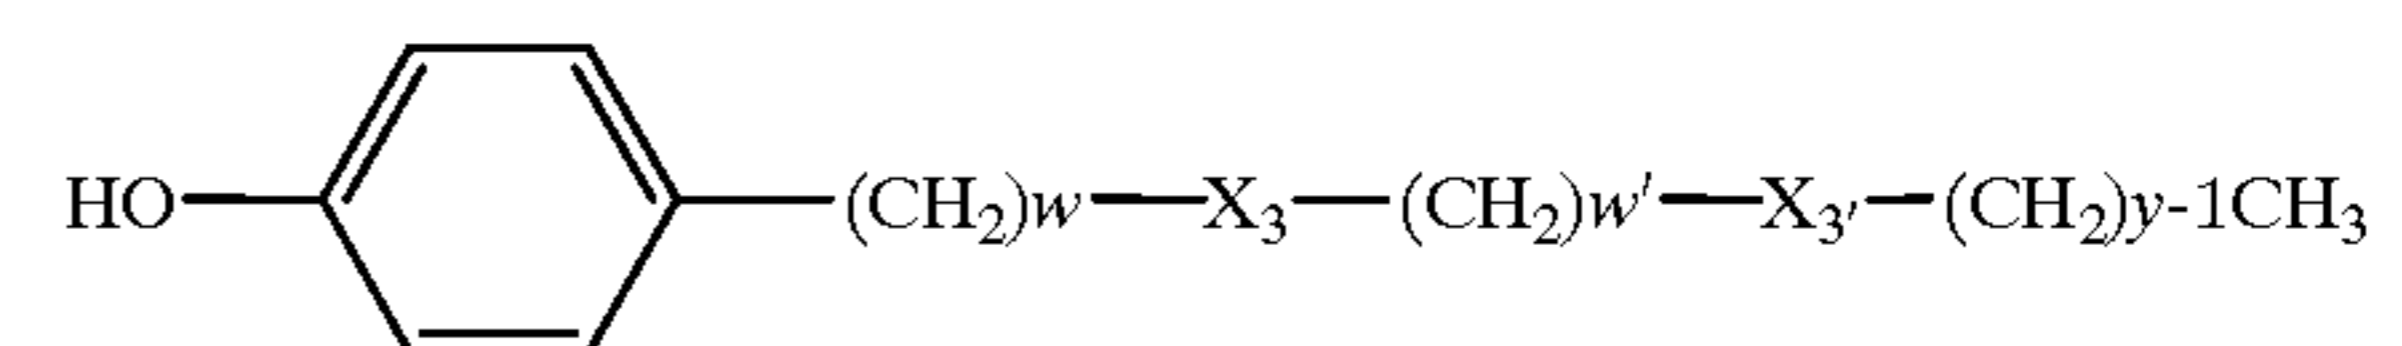 HO—(CH₂)w—X₃—(CH₂)w′—X₃′—(CH₂)y-1CH₃